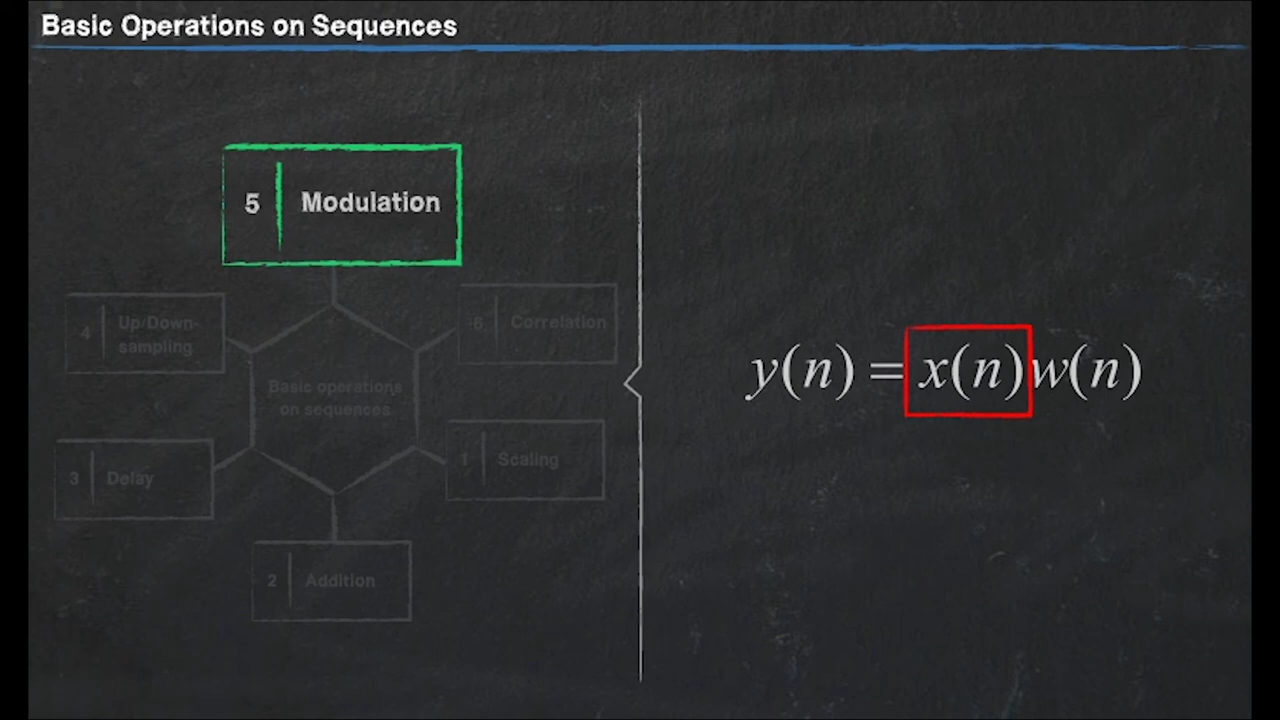 Basic Operations on Sequences
5 Modulation
4 Up/Down-
sampling
6 Correlation
Basic operations
on sequences
3 Delay
1 Scaling
2 Addition
y(n) = x(n)w(n)